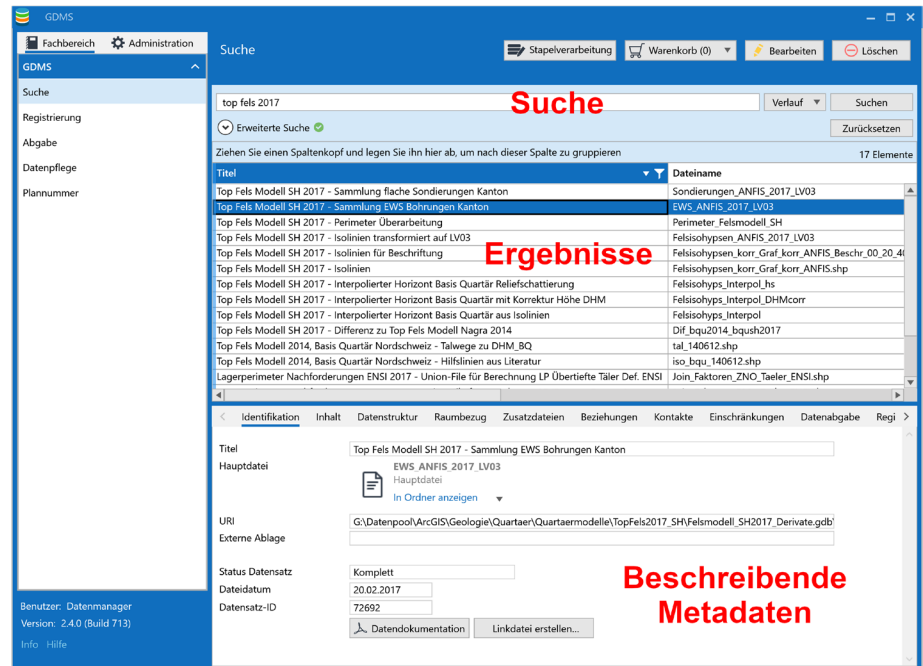 GDMS
Fachbereich Administration
GDMS
Suche
Registrierung
Abgabe
Datenpflege
Plannummer
Benutzer: Datenmanager
Version: 2.4.0 (Build 713)
Info Hilfe
Suche
Stapelverarbeitung Warenkorb (0) Bearbeiten Löschen
top fels 2017 Suche Verlauf Suchen
Erweiterte Suche Zurücksetzen
Ziehen Sie einen Spaltenkopf und legen Sie ihn hier ab, um nach dieser Spalte zu gruppieren 17 Elemente
Titel Dateiname
Top Fels Modell SH 2017 - Sammlung flache Sondierungen Kanton Sondierungen_ANFIS_2017_LV03
Top Fels Modell SH 2017 - Sammlung EWS Bohrungen Kanton EWS_ANFIS_2017_LV03
Top Fels Modell SH 2017 - Perimeter Überarbeitung Perimeter_Felsmodell_SH
Top Fels Modell SH 2017 - Isolinien transformiert auf LV03 Felsisohypsen_ANFIS_2017_LV03
Top Fels Modell SH 2017 - Isolinien für Beschriftung Felsisohypsen_korr_Graf_korr_ANFIS_Beschr_00_20_40
Ergebnisse
Top Fels Modell SH 2017 - Isolinien Felsisohypsen_korr_Graf_korr_ANFIS.shp
Top Fels Modell SH 2017 - Interpolierter Horizont Basis Quartär Reliefschattierung Felsisohyps_Interpol_hs
Top Fels Modell SH 2017 - Interpolierter Horizont Basis Quartär mit Korrektur Höhe DHM Felsisohyps_Interpol_DHMcorr
Top Fels Modell SH 2017 - Interpolierter Horizont Basis Quartär aus Isolinien Felsisohyps_Interpol
Top Fels Modell SH 2017 - Differenz zu Top Fels Modell Nagra 2014 Dif_bqu2014_bqush2017
Top Fels Modell 2014, Basis Quartär Nordschweiz - Talwege zu DHM_BQ tal_140612.shp
Top Fels Modell 2014, Basis Quartär Nordschweiz - Hilfslinien aus Literatur iso_bqu_140612.shp
Lagerperimeter Nachforderungen ENSI 2017 - Union-File für Berechnung LP Übertiefte Täler Def. ENSI Join_Faktoren_ZNO_Taeler_ENSI.shp
Identifikation Inhalt Datenstruktur Raumbezug Zusatzdateien Beziehungen Kontakte Einschränkungen Datenabgabe Regi
Titel Top Fels Modell SH 2017 - Sammlung EWS Bohrungen Kanton
Hauptdatei EWS_ANFIS_2017_LV03
Hauptdatei
In Ordner anzeigen
URI G:\Datenpool\ArcGIS\Geologie\Quartaer\Quartaermodelle\TopFels2017_SH\Felsmodell_SH2017_Derivate.gdb\
Externe Ablage
Status Datensatz Komplett
Dateidatum 20.02.2017
Datensatz-ID 72692
Datendokumentation Linkdatei erstellen...
Beschreibende
Metadaten